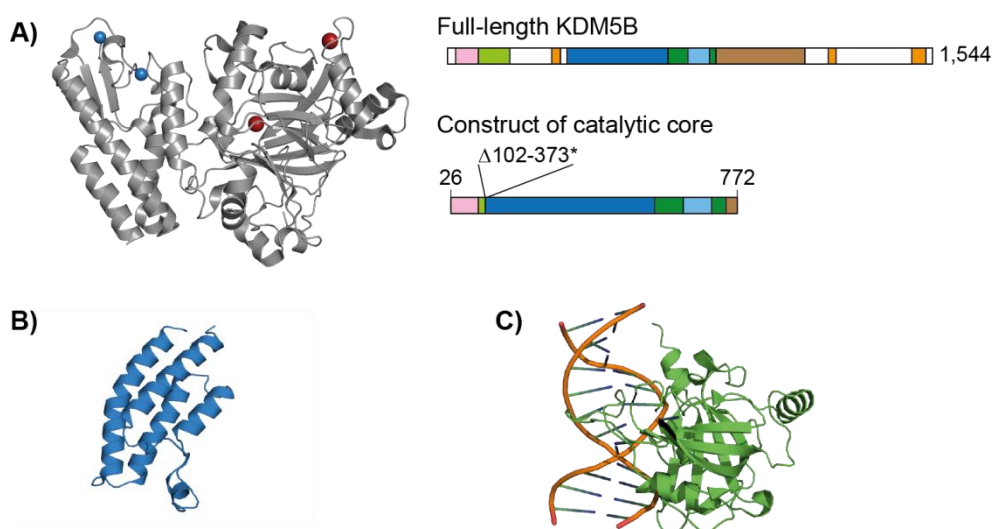 A)
Full-length KDM5B
1,544
Construct of catalytic core
Δ102-373*
26
772
B)
C)